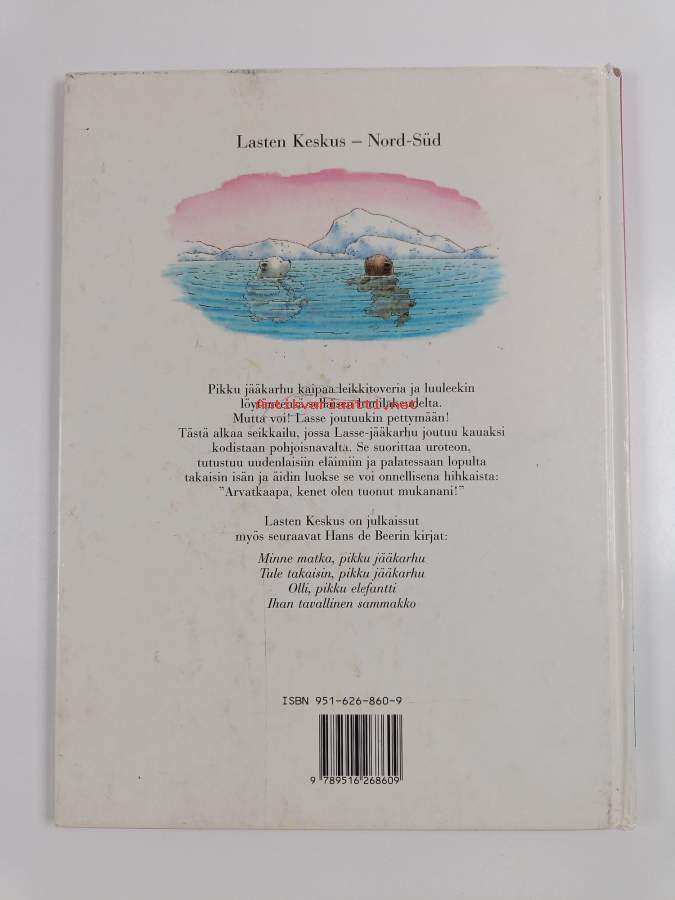 Lasten Keskus – Nord-Süd
Pikku jääkarhu kaipaa leikkitoveria ja luuleekin
antikvariaatti.net
Mutta voi! Lasse joutuukin pettymään!
Tästä alkaa seikkailu, jossa Lasse-jääkarhu joutuu kauaksi
kodistaan pohjoisnavalta. Se suorittaa uroteon,
tutustuu uudenlaisiin eläimiin ja palatessaan lopulta
takaisin isän ja äidin luokse se voi onnellisena hihkaista:
”Arvatkaapa, kenet olen tuonut mukanani!”
Lasten Keskus on julkaissut
myös seuraavat Hans de Beerin kirjat:
Minne matka, pikku jääkarhu
Tule takaisin, pikku jääkarhu
Olli, pikku elefantti
Ihan tavallinen sammakko
ISBN 951-626-860-9
9 789516 268609